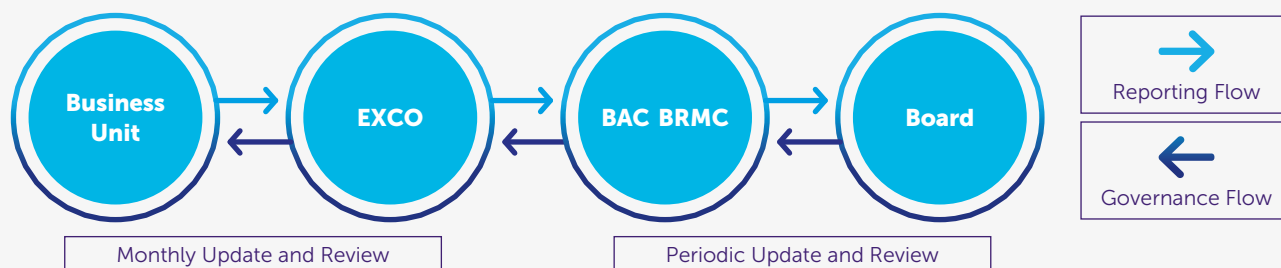 Business
Unit
EXCO
BAC BRMC
Board
Reporting Flow
Governance Flow
Monthly Update and Review
Periodic Update and Review